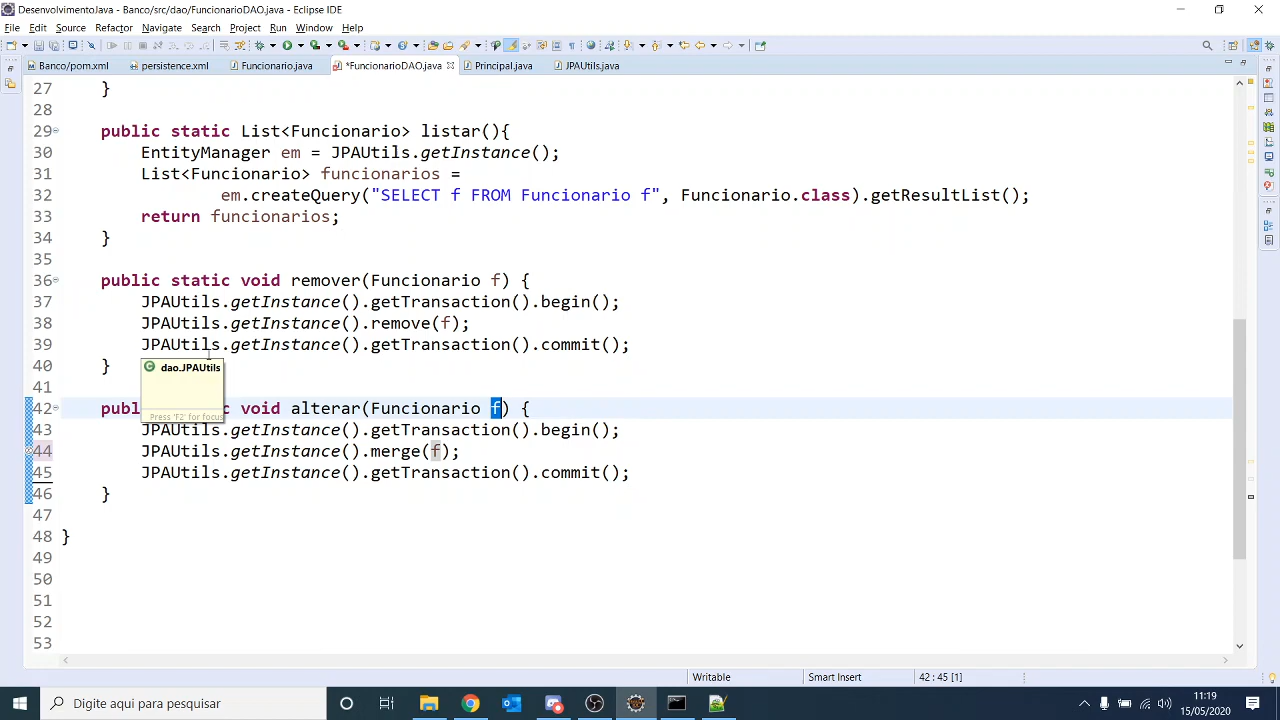 Desenvolvimento.Java - Banco/src/dao/FuncionarioDAO.java - Eclipse IDE
File Edit Source Refactor Navigate Search Project Run Window Help
Banco/pom.xml persistence.xml Funcionario.java *FuncionarioDAO.java Principal.java JPAUtils.java
27 }
28
29 public static List<Funcionario> listar(){
30 EntityManager em = JPAUtils.getInstance();
31 List<Funcionario> funcionarios =
32 em.createQuery("SELECT f FROM Funcionario f", Funcionario.class).getResultList();
33 return funcionarios;
34 }
35
36 public static void remover(Funcionario f) {
37 JPAUtils.getInstance().getTransaction().begin();
38 JPAUtils.getInstance().remove(f);
39 JPAUtils.getInstance().getTransaction().commit();
40 }
dao.JPAUtils
41
Press 'F2' for focus
42 publ c void alterar(Funcionario f) {
43 JPAUtils.getInstance().getTransaction().begin();
44 JPAUtils.getInstance().merge(f);
45 JPAUtils.getInstance().getTransaction().commit();
46 }
47
48 }
49
50
51
52
53
Writable Smart Insert 42 : 45 [1]
Digite aqui para pesquisar
11:19
15/05/2020